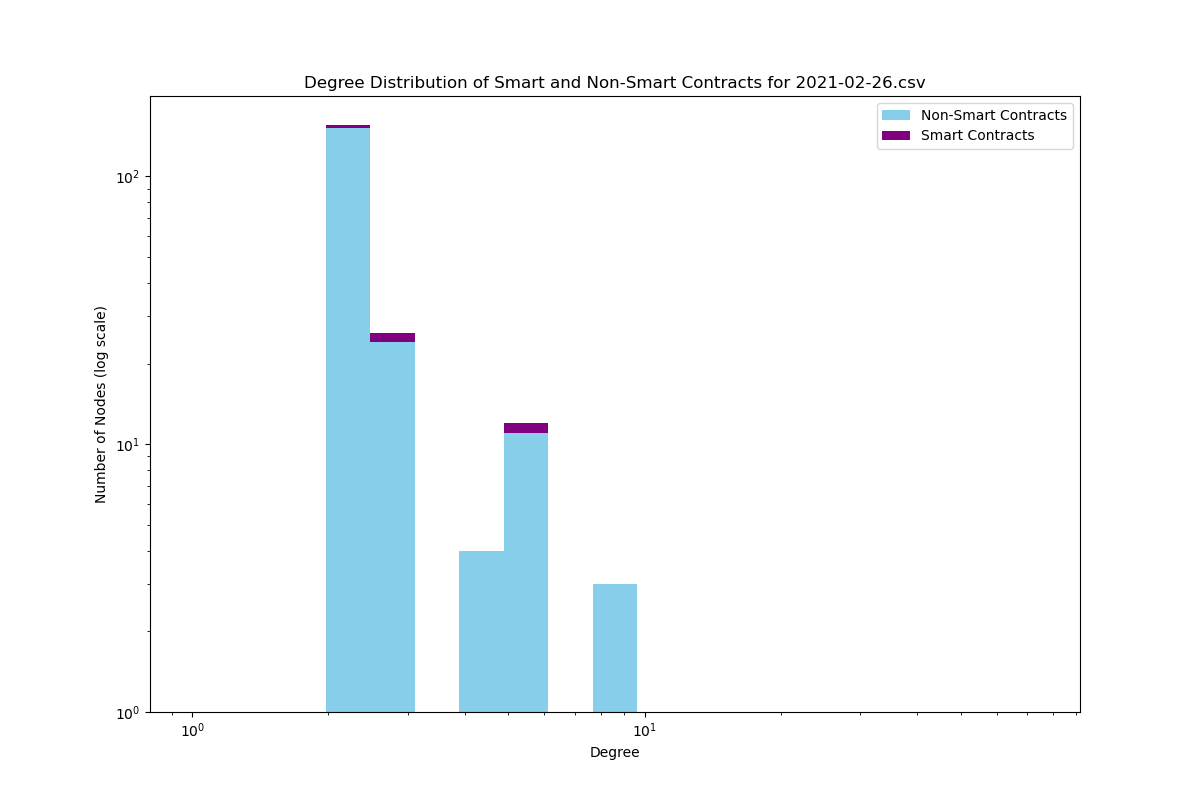 Degree Distribution of Smart and Non-Smart Contracts for 2021-02-26.csv
Non-Smart Contracts
Smart Contracts
Number of Nodes (log scale)
10²
10¹
10⁰
10⁰ 10¹
Degree